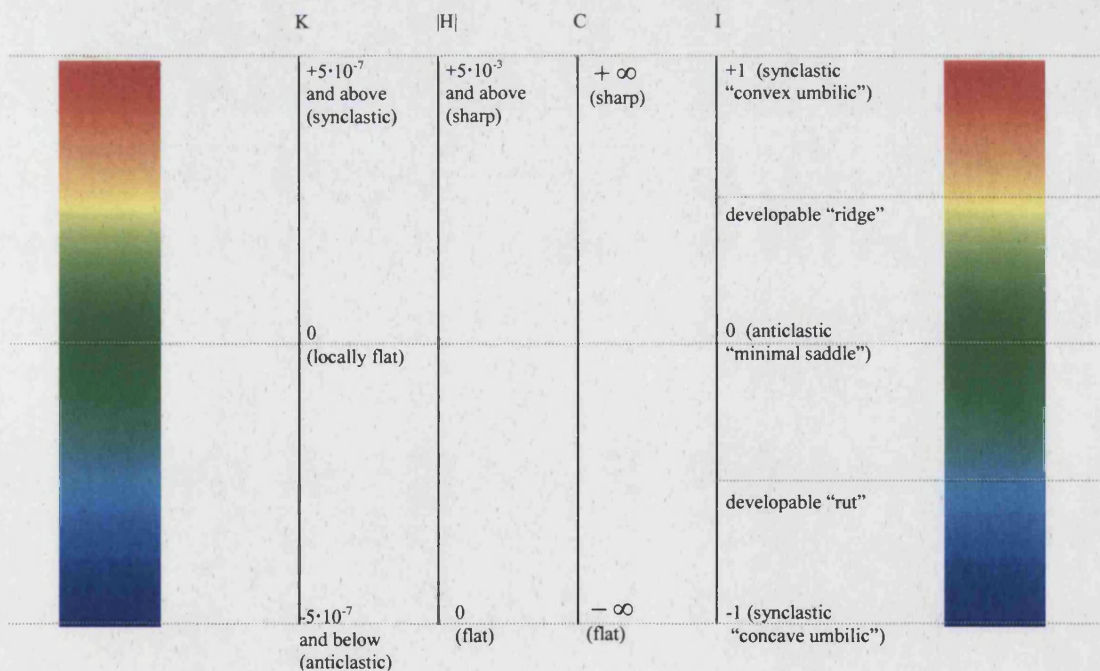 K |H| C I
+5·10⁻⁷
and above
(synclastic)
+5·10⁻³
and above
(sharp)
+ ∞
(sharp)
+1 (synclastic
“convex umbilic”)
developable “ridge”
0
(locally flat)
0 (anticlastic
“minimal saddle”)
developable “rut”
-5·10⁻⁷
and below
(anticlastic)
0
(flat)
− ∞
(flat)
-1 (synclastic
“concave umbilic”)